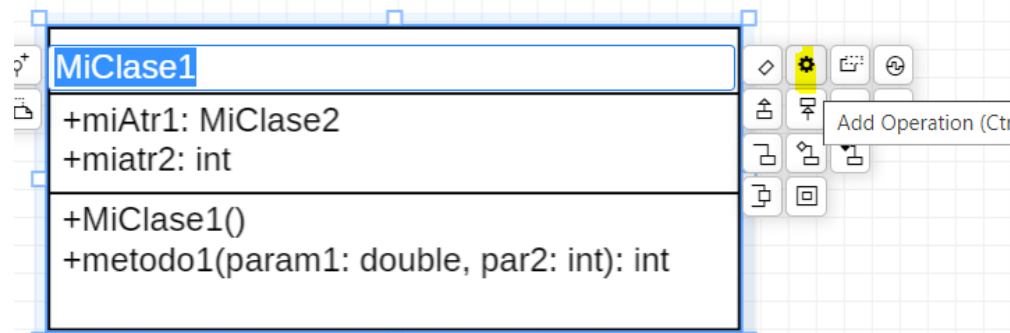 MiClase1
+miAtr1: MiClase2
+miatr2: int
Add Operation (Ctr
+MiClase1()
+metodo1(param1: double, par2: int): int